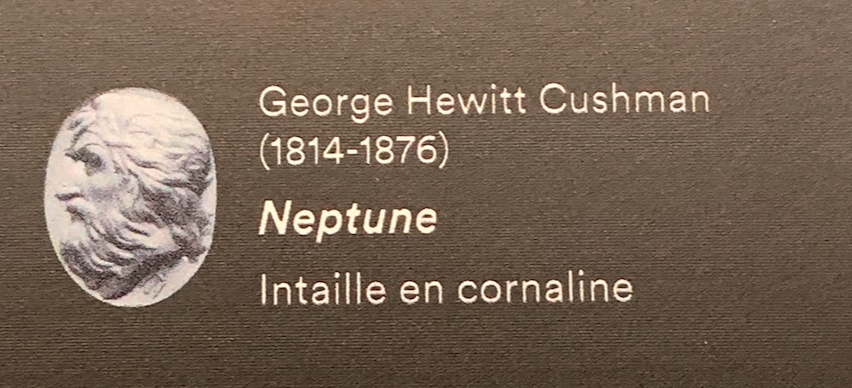 George Hewitt Cushman
(1814-1876)
Neptune
Intaille en cornaline